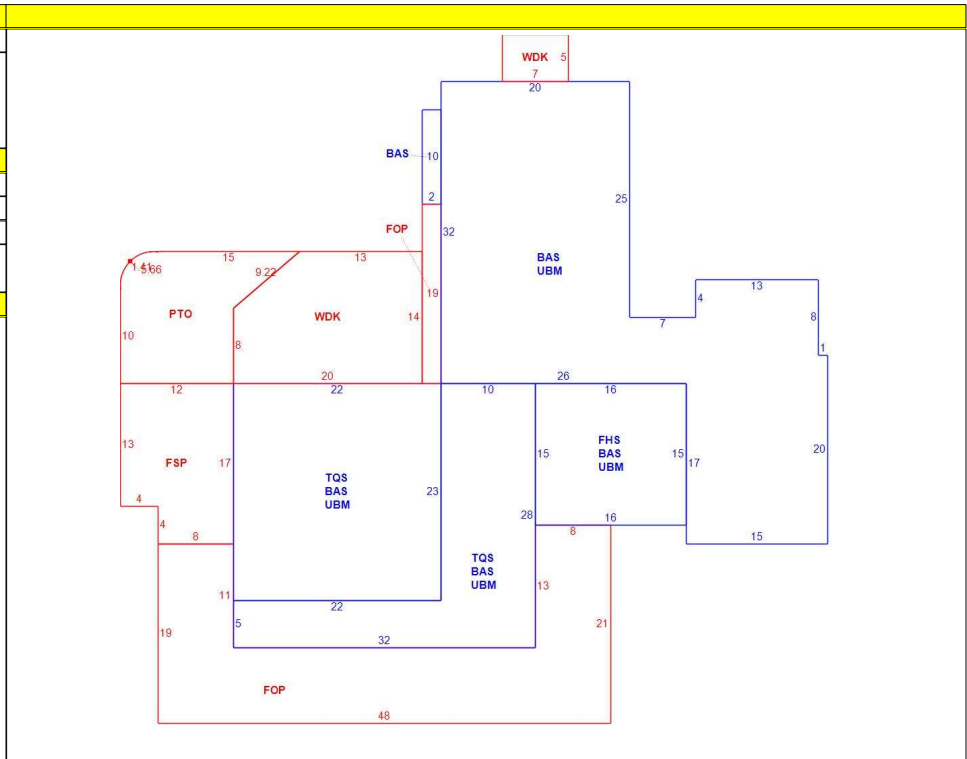 WDK 5
7
20
BAS 10
2
25
FOP
32
15
13
1.41
5.66
9.22
BAS
UBM
13
4
19
8
PTO
WDK
14
7
10
1
8
20
12
22
10
26
16
13
FHS
BAS
UBM
FSP
17
15
15
17
20
TQS
BAS
UBM
23
4
28
16
4
8
8
15
TQS
BAS
UBM
11
13
22
5
21
19
32
FOP
48